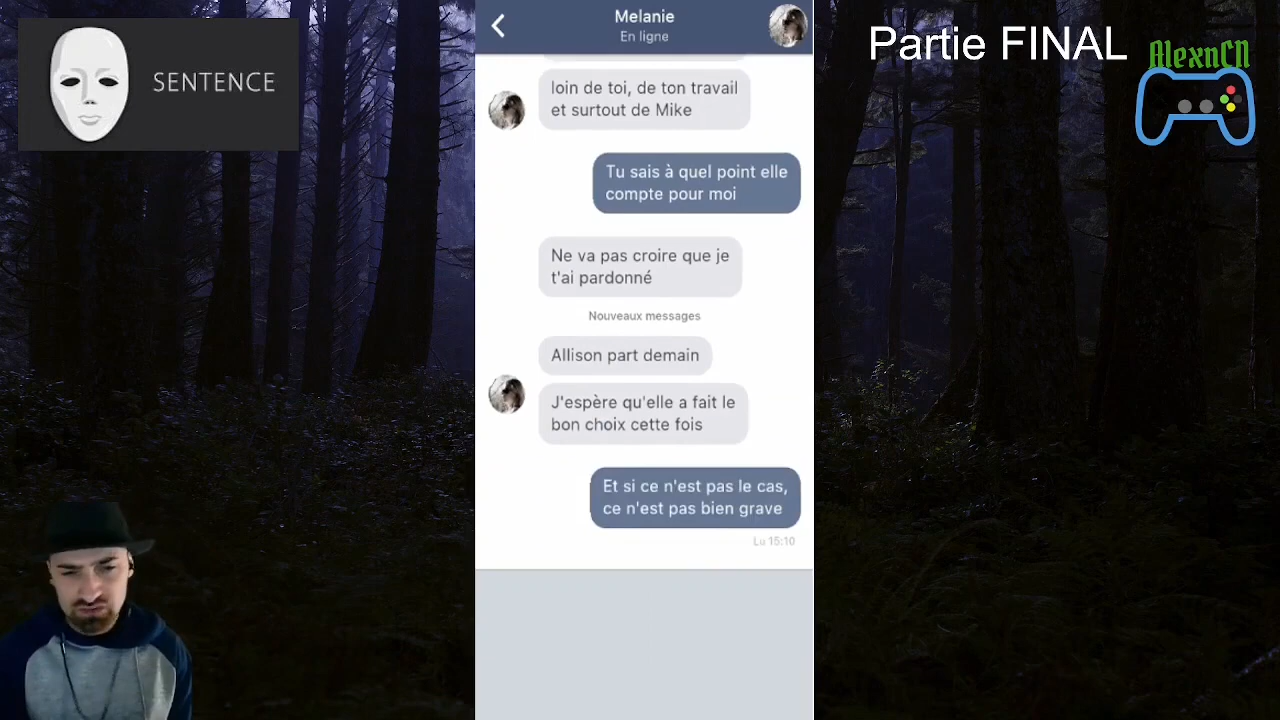 SENTENCE
Melanie
En ligne
Partie FINAL
AlexnCN
loin de toi, de ton travail
et surtout de Mike
Tu sais à quel point elle
compte pour moi
Ne va pas croire que je
t'ai pardonné
Nouveaux messages
Allison part demain
J'espère qu'elle a fait le
bon choix cette fois
Et si ce n'est pas le cas,
ce n'est pas bien grave
Lu 15:10